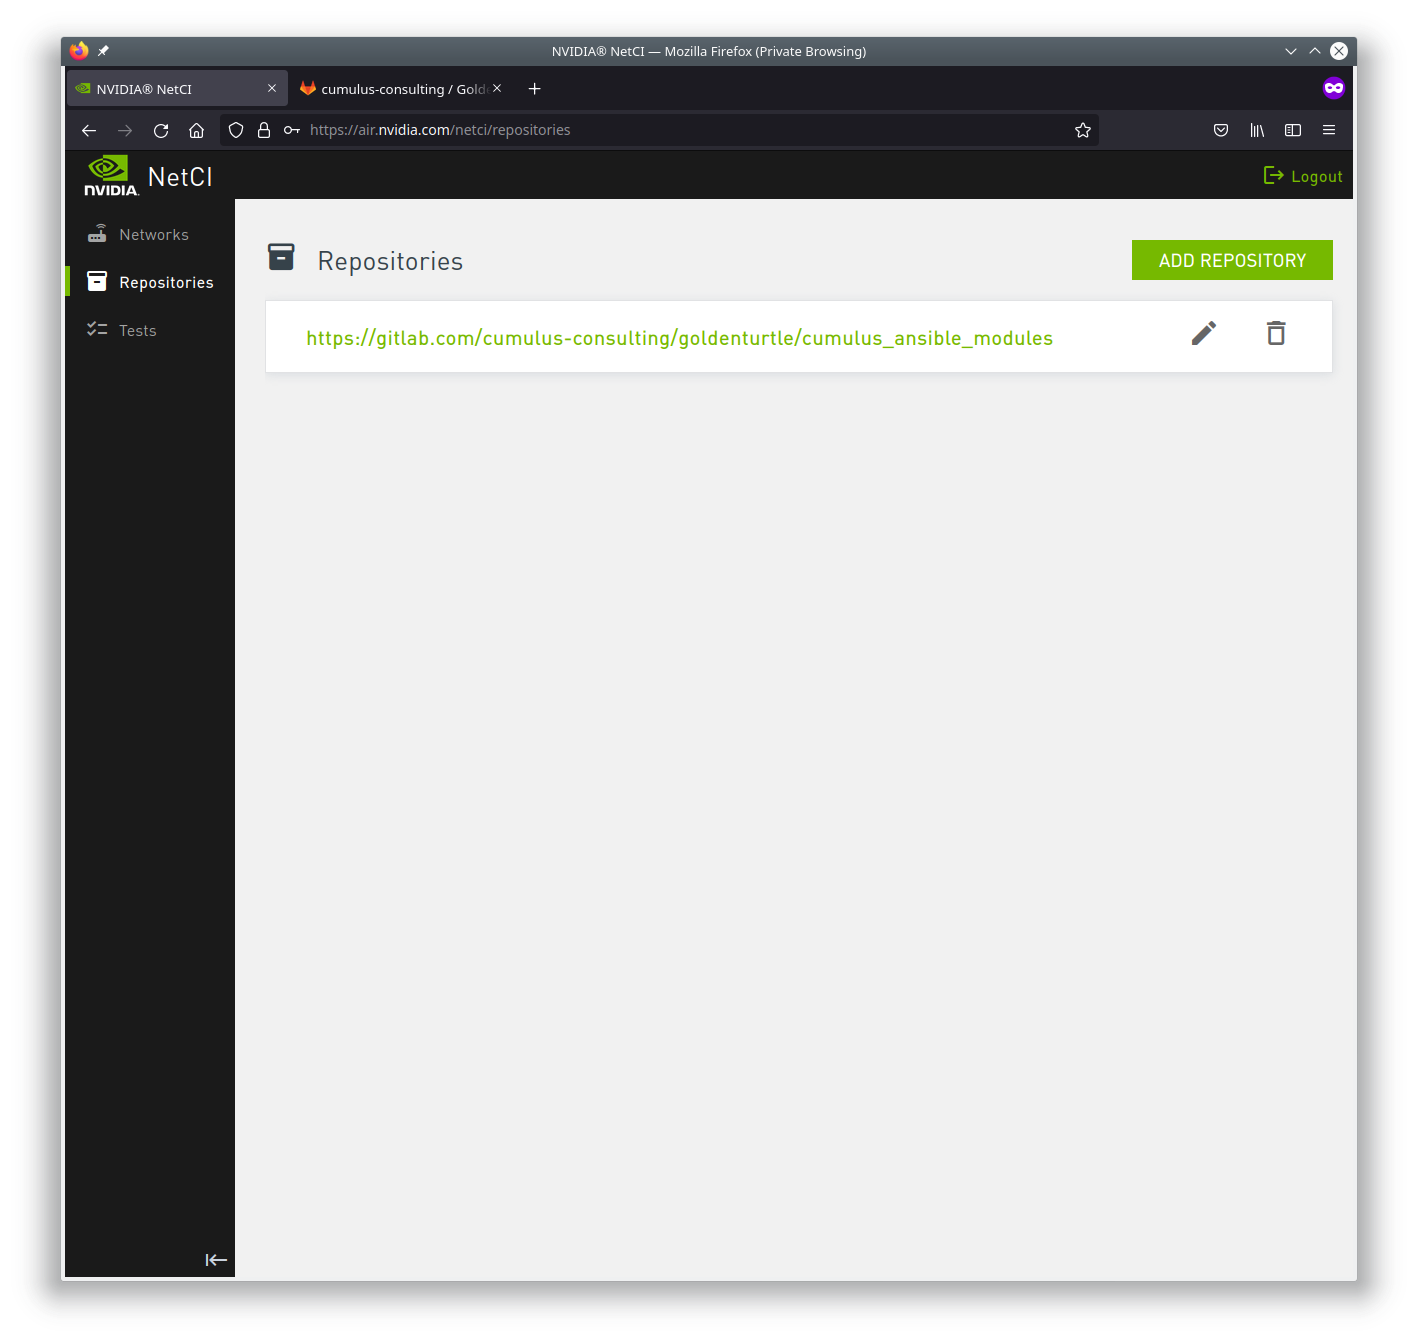 NVIDIA® NetCI — Mozilla Firefox (Private Browsing)
NVIDIA® NetCI
cumulus-consulting / Gold
https://air.nvidia.com/netci/repositories
NVIDIA. NetCI
Logout
Networks
Repositories
Tests
Repositories
ADD REPOSITORY
https://gitlab.com/cumulus-consulting/goldenturtle/cumulus_ansible_modules